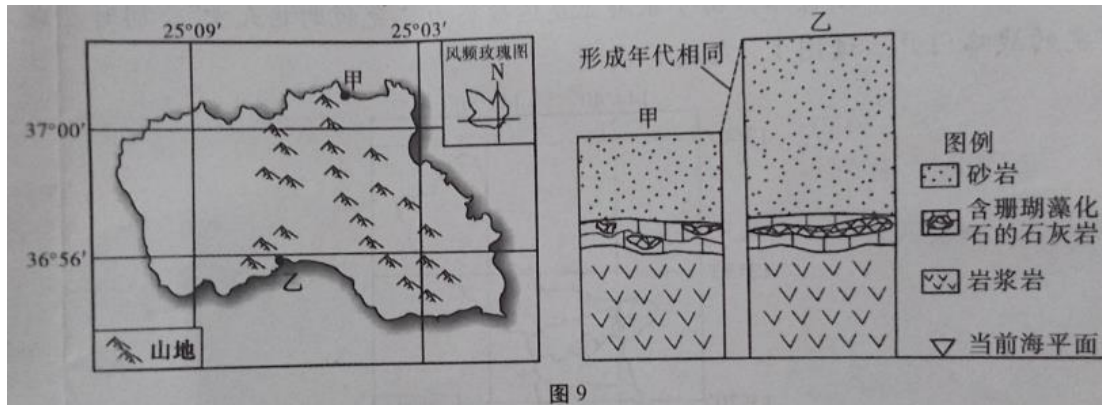 25°09′
25°03′
甲
风频玫瑰图
N
37°00′
36°56′
乙
山地
乙
形成年代相同
甲
图例
砂岩
含珊瑚藻化
石的石灰岩
岩浆岩
当前海平面
图9